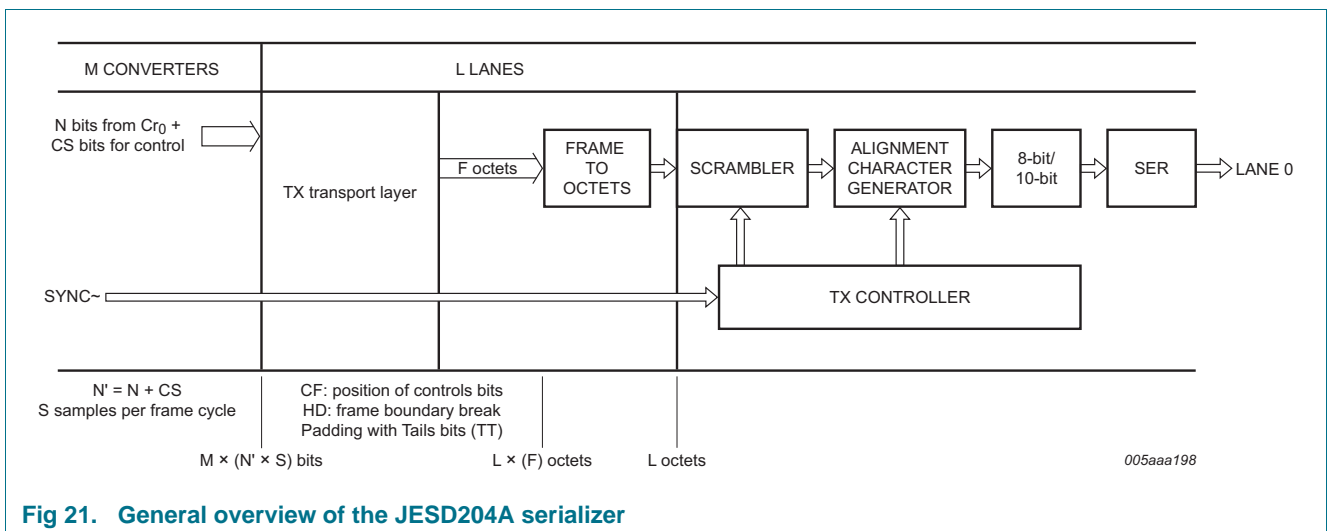 M CONVERTERS
L LANES
N bits from Cr0 +
CS bits for control
TX transport layer
F octets
FRAME
TO
OCTETS
SCRAMBLER
ALIGNMENT
CHARACTER
GENERATOR
8-bit/
10-bit
SER
LANE 0
SYNC~
TX CONTROLLER
N' = N + CS
S samples per frame cycle
CF: position of controls bits
HD: frame boundary break
Padding with Tails bits (TT)
M × (N' × S) bits
L × (F) octets
L octets
005aaa198
Fig 21. General overview of the JESD204A serializer